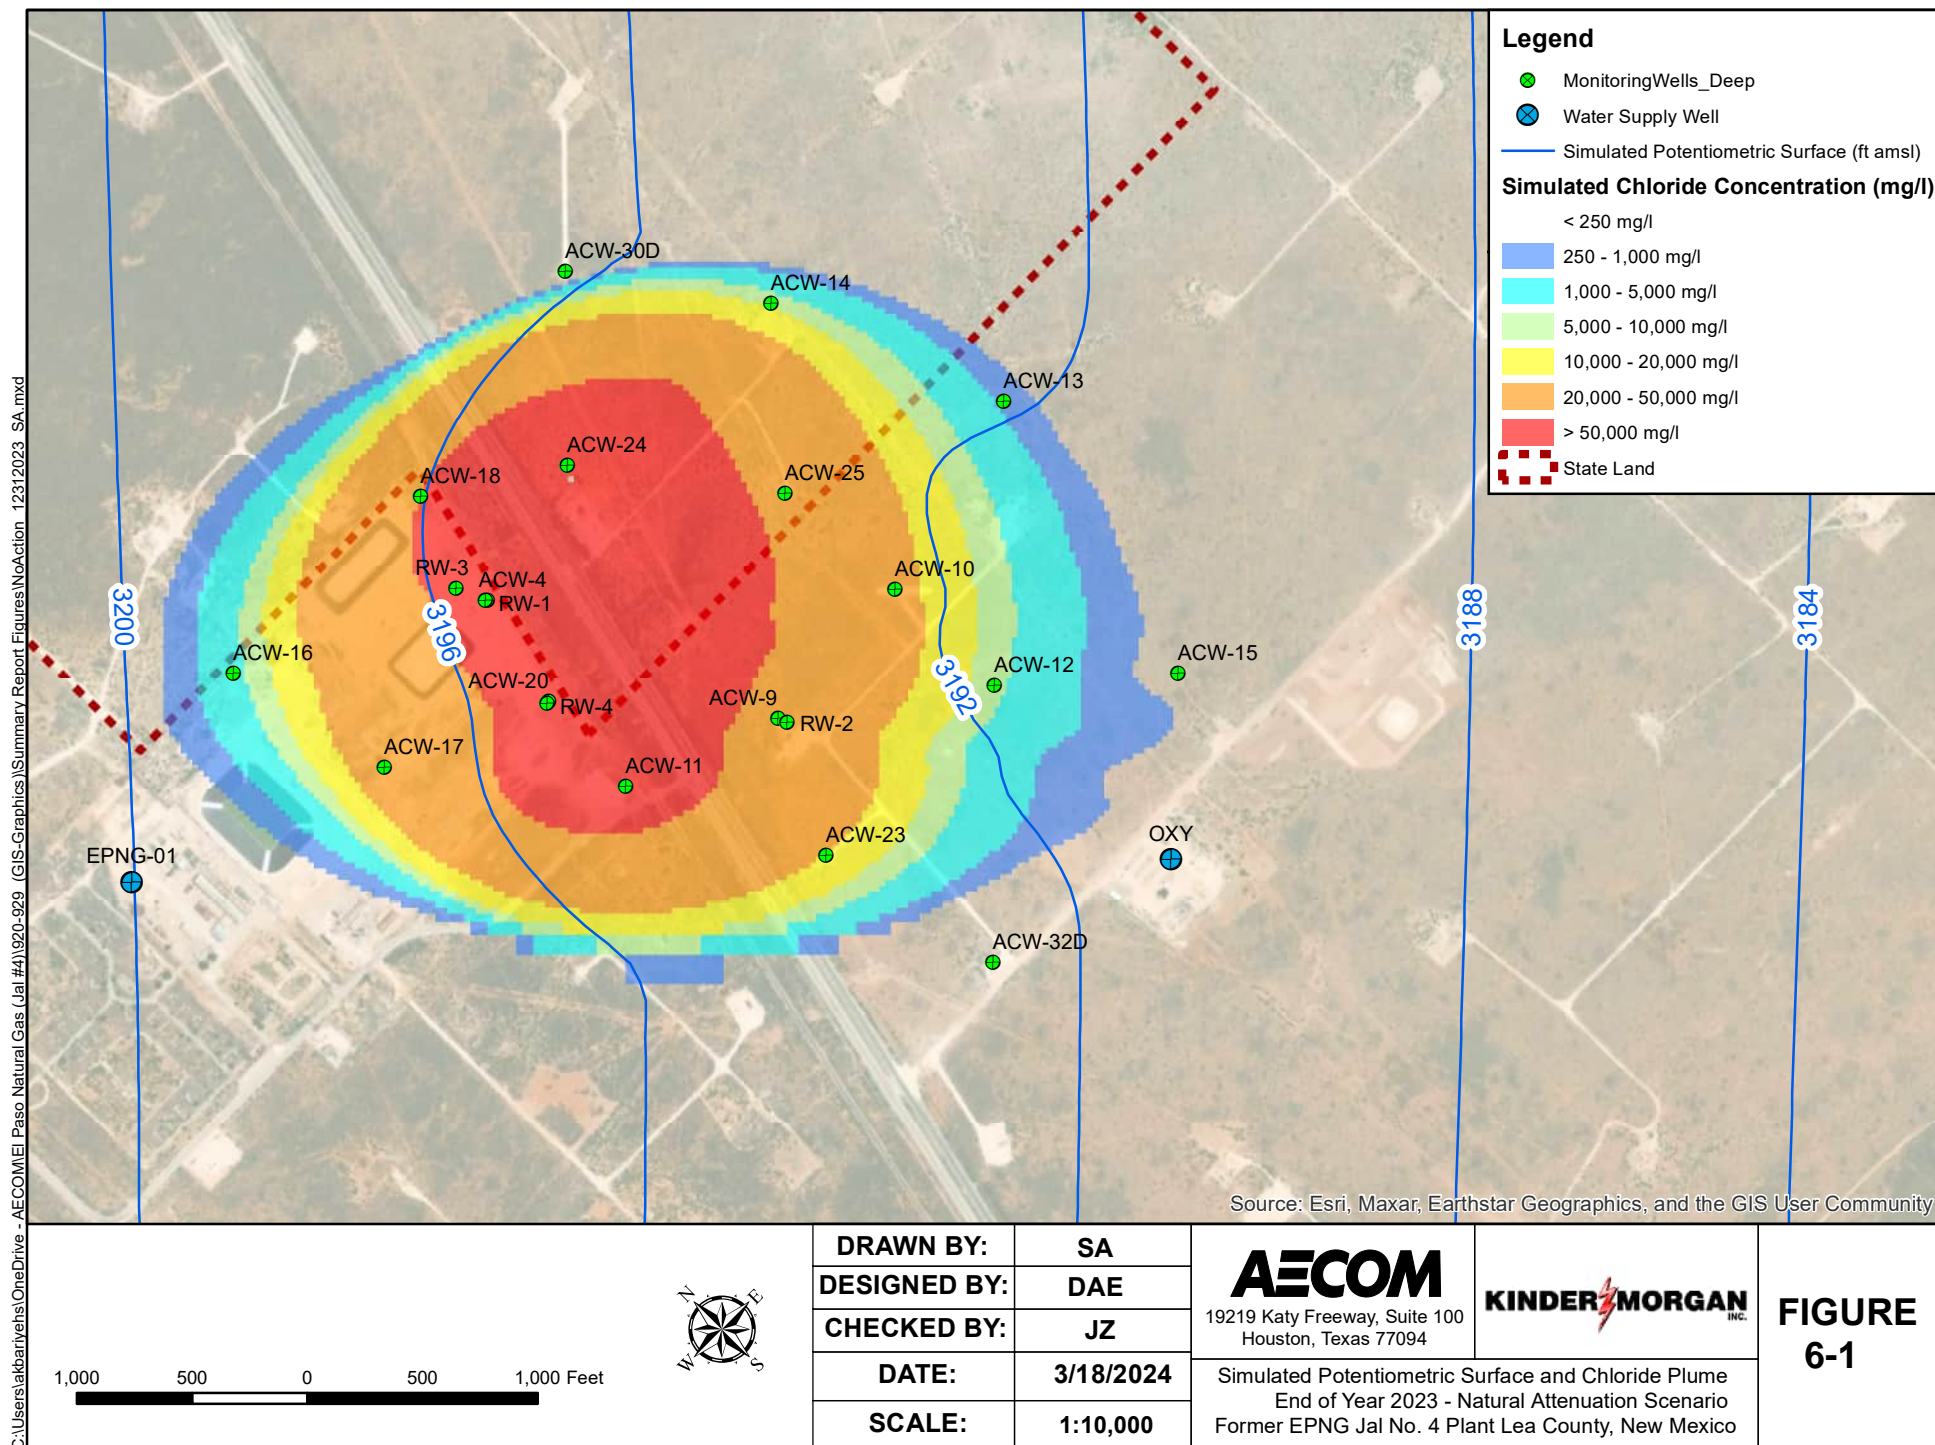 Legend
MonitoringWells_Deep
Water Supply Well
Simulated Potentiometric Surface (ft amsl)
Simulated Chloride Concentration (mg/l)
< 250 mg/l
250 - 1,000 mg/l
1,000 - 5,000 mg/l
5,000 - 10,000 mg/l
10,000 - 20,000 mg/l
20,000 - 50,000 mg/l
> 50,000 mg/l
State Land
ACW-30D
ACW-14
ACW-13
ACW-24
ACW-18
ACW-25
RW-3
ACW-4
RW-1
ACW-10
3200
3196
3192
3188
3184
ACW-16
ACW-12
ACW-15
ACW-20
RW-4
ACW-9
RW-2
ACW-17
ACW-11
ACW-23
OXY
EPNG-01
ACW-32D
Source: Esri, Maxar, Earthstar Geographics, and the GIS User Community
C:\Users\akbariyehs\OneDrive - AECOM\El Paso Natural Gas (Jal #4)\920-929 (GIS-Graphics)\Summary Report Figures\NoAction_12312023_SA.mxd
1,000 500 0 500 1,000 Feet
N
E
W
S
DRAWN BY: SA
DESIGNED BY: DAE
CHECKED BY: JZ
DATE: 3/18/2024
SCALE: 1:10,000
AECOM
19219 Katy Freeway, Suite 100
Houston, Texas 77094
KINDER MORGAN
INC.
Simulated Potentiometric Surface and Chloride Plume
End of Year 2023 - Natural Attenuation Scenario
Former EPNG Jal No. 4 Plant Lea County, New Mexico
FIGURE
6-1